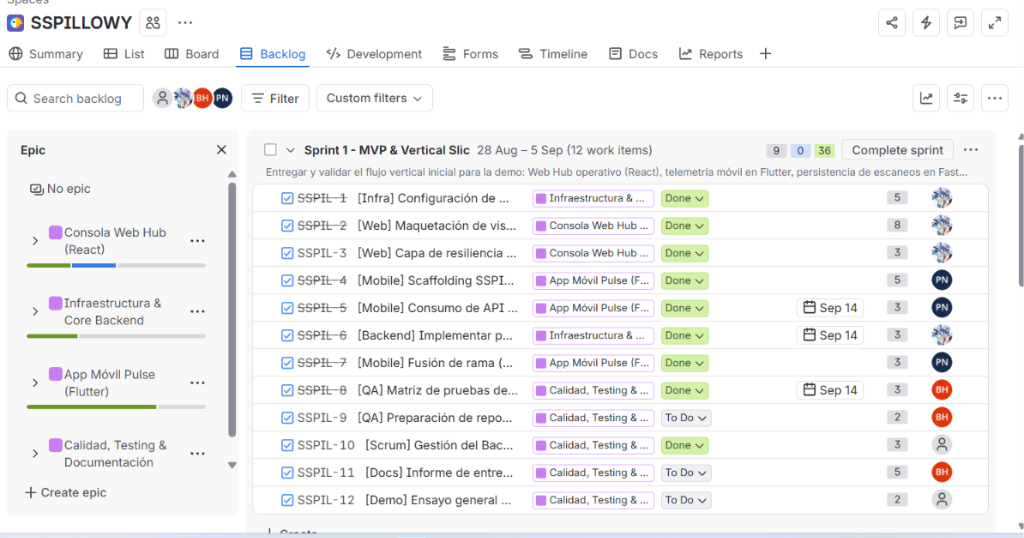 Spaces
SSPILLOWY
Summary List Board Backlog Development Forms Timeline Docs Reports
Search backlog BH PN Filter Custom filters
Epic
No epic
Consola Web Hub
(React)
Infraestructura &
Core Backend
App Móvil Pulse
(Flutter)
Calidad, Testing &
Documentación
Create epic
Sprint 1 - MVP & Vertical Slic 28 Aug – 5 Sep (12 work items) 9 0 36 Complete sprint
Entregar y validar el flujo vertical inicial para la demo: Web Hub operativo (React), telemetría móvil en Flutter, persistencia de escaneos en Fast...
SSPIL-1 [Infra] Configuración de ... Infraestructura & ... Done 5
SSPIL-2 [Web] Maquetación de vis... Consola Web Hub ... Done 8
SSPIL-3 [Web] Capa de resiliencia ... Consola Web Hub ... Done 3
SSPIL-4 [Mobile] Scaffolding SSPI... App Móvil Pulse (F... Done 5 PN
SSPIL-5 [Mobile] Consumo de API ... App Móvil Pulse (F... Done Sep 14 3 PN
SSPIL-6 [Backend] Implementar p... Infraestructura & ... Done Sep 14 3
SSPIL-7 [Mobile] Fusión de rama (... App Móvil Pulse (F... Done 3 PN
SSPIL-8 [QA] Matriz de pruebas de... Calidad, Testing & ... Done Sep 14 3 BH
SSPIL-9 [QA] Preparación de repo... Calidad, Testing & ... To Do 2 BH
SSPIL-10 [Scrum] Gestión del Bac... Calidad, Testing & ... Done 3
SSPIL-11 [Docs] Informe de entre... Calidad, Testing & ... To Do 5 BH
SSPIL-12 [Demo] Ensayo general ... Calidad, Testing & ... To Do 2
Create